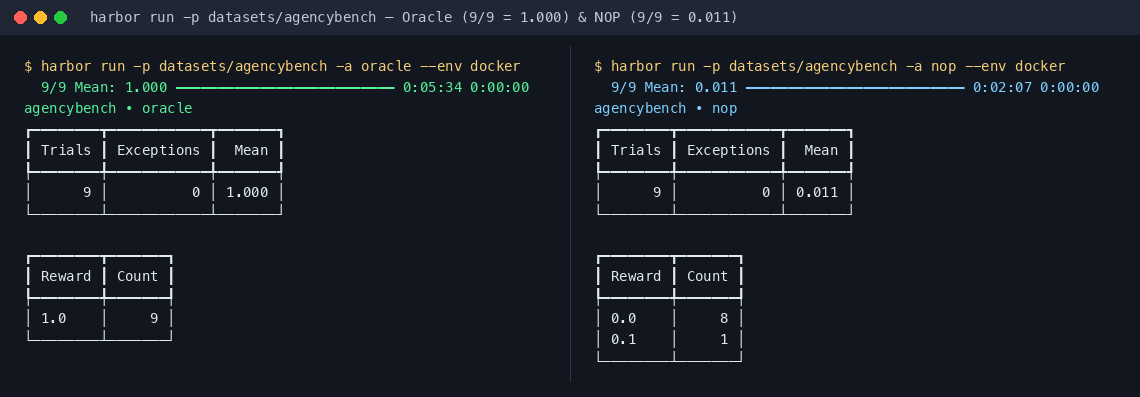 harbor run -p datasets/agencybench — Oracle (9/9 = 1.000) & NOP (9/9 = 0.011)
$ harbor run -p datasets/agencybench -a oracle --env docker
9/9 Mean: 1.000 ━━━━━━━━━━━━━━━━━━━━━━━━━━ 0:05:34 0:00:00
agencybench • oracle
Trials Exceptions Mean
9 0 1.000
Reward Count
1.0 9
$ harbor run -p datasets/agencybench -a nop --env docker
9/9 Mean: 0.011 ━━━━━━━━━━━━━━━━━━━━━━━━━━ 0:02:07 0:00:00
agencybench • nop
Trials Exceptions Mean
9 0 0.011
Reward Count
0.0 8
0.1 1